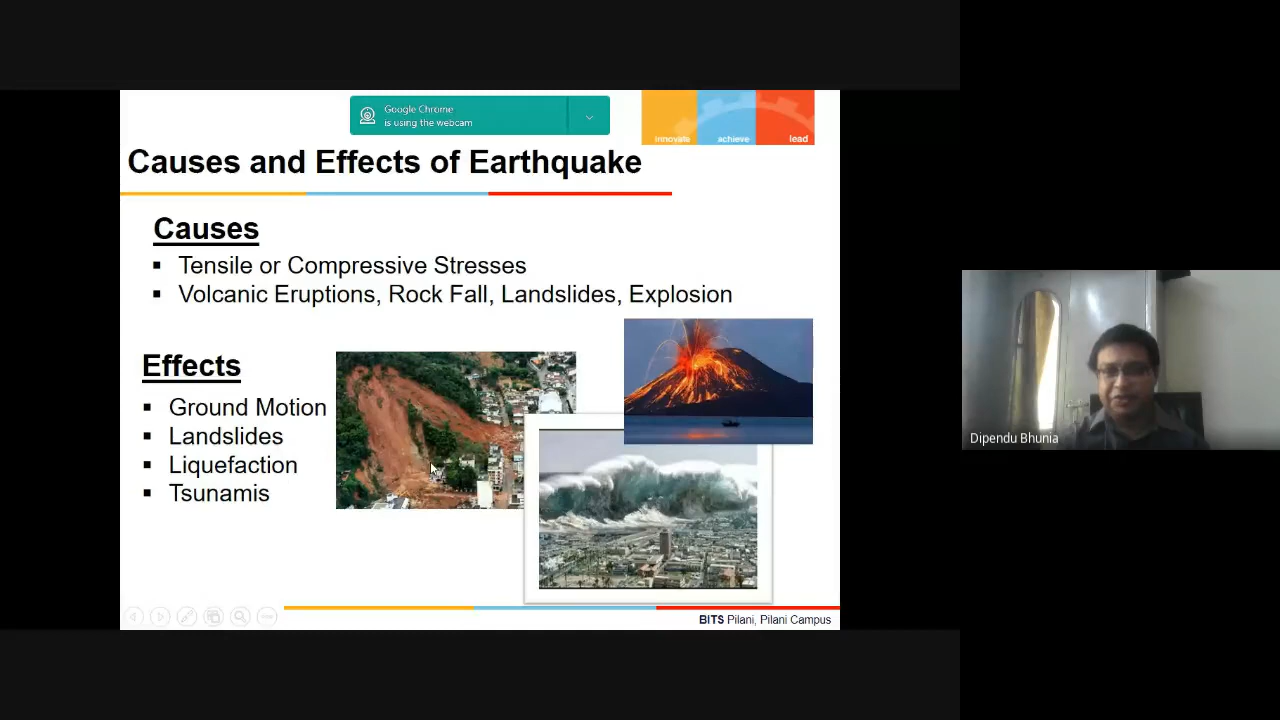 Google Chrome
is using the webcam
innovate achieve lead
Causes and Effects of Earthquake
Causes
▪ Tensile or Compressive Stresses
▪ Volcanic Eruptions, Rock Fall, Landslides, Explosion
Effects
▪ Ground Motion
▪ Landslides
▪ Liquefaction
▪ Tsunamis
BITS Pilani, Pilani Campus
Dipendu Bhunia